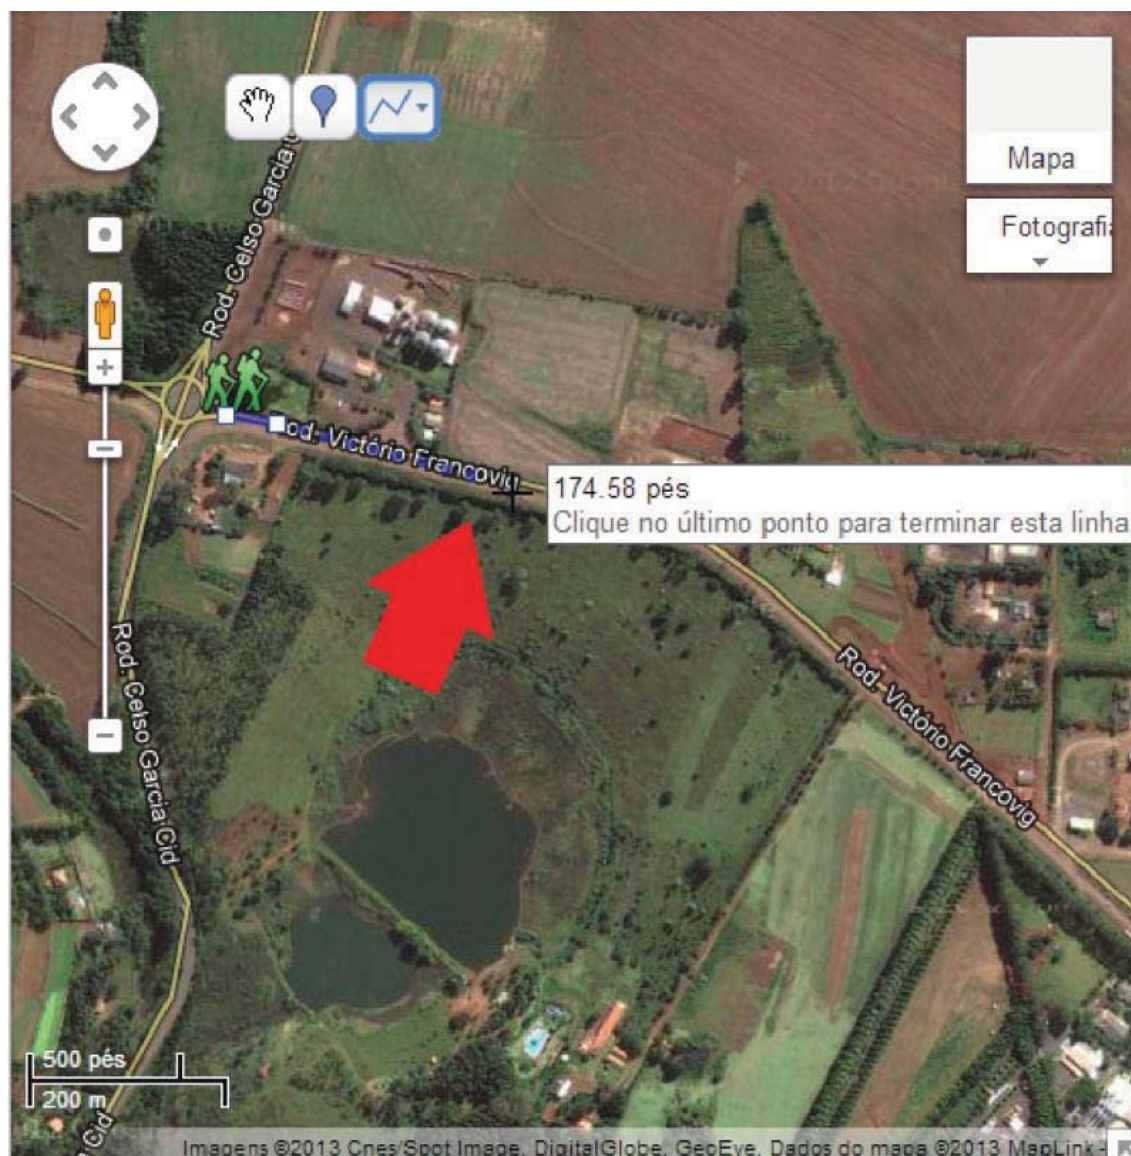 Mapa
Fotografia
Rod. Celso Garcia C
Rod. Victório Francovig
174.58 pés
Clique no último ponto para terminar esta linha
Rod. Celso Garcia Cid
Rod. Victório Francovig
500 pés
200 m
Cid
Imagens ©2013 Cnes/Spot Image, DigitalGlobe, GeoEye, Dados do mapa ©2013 MapLink -